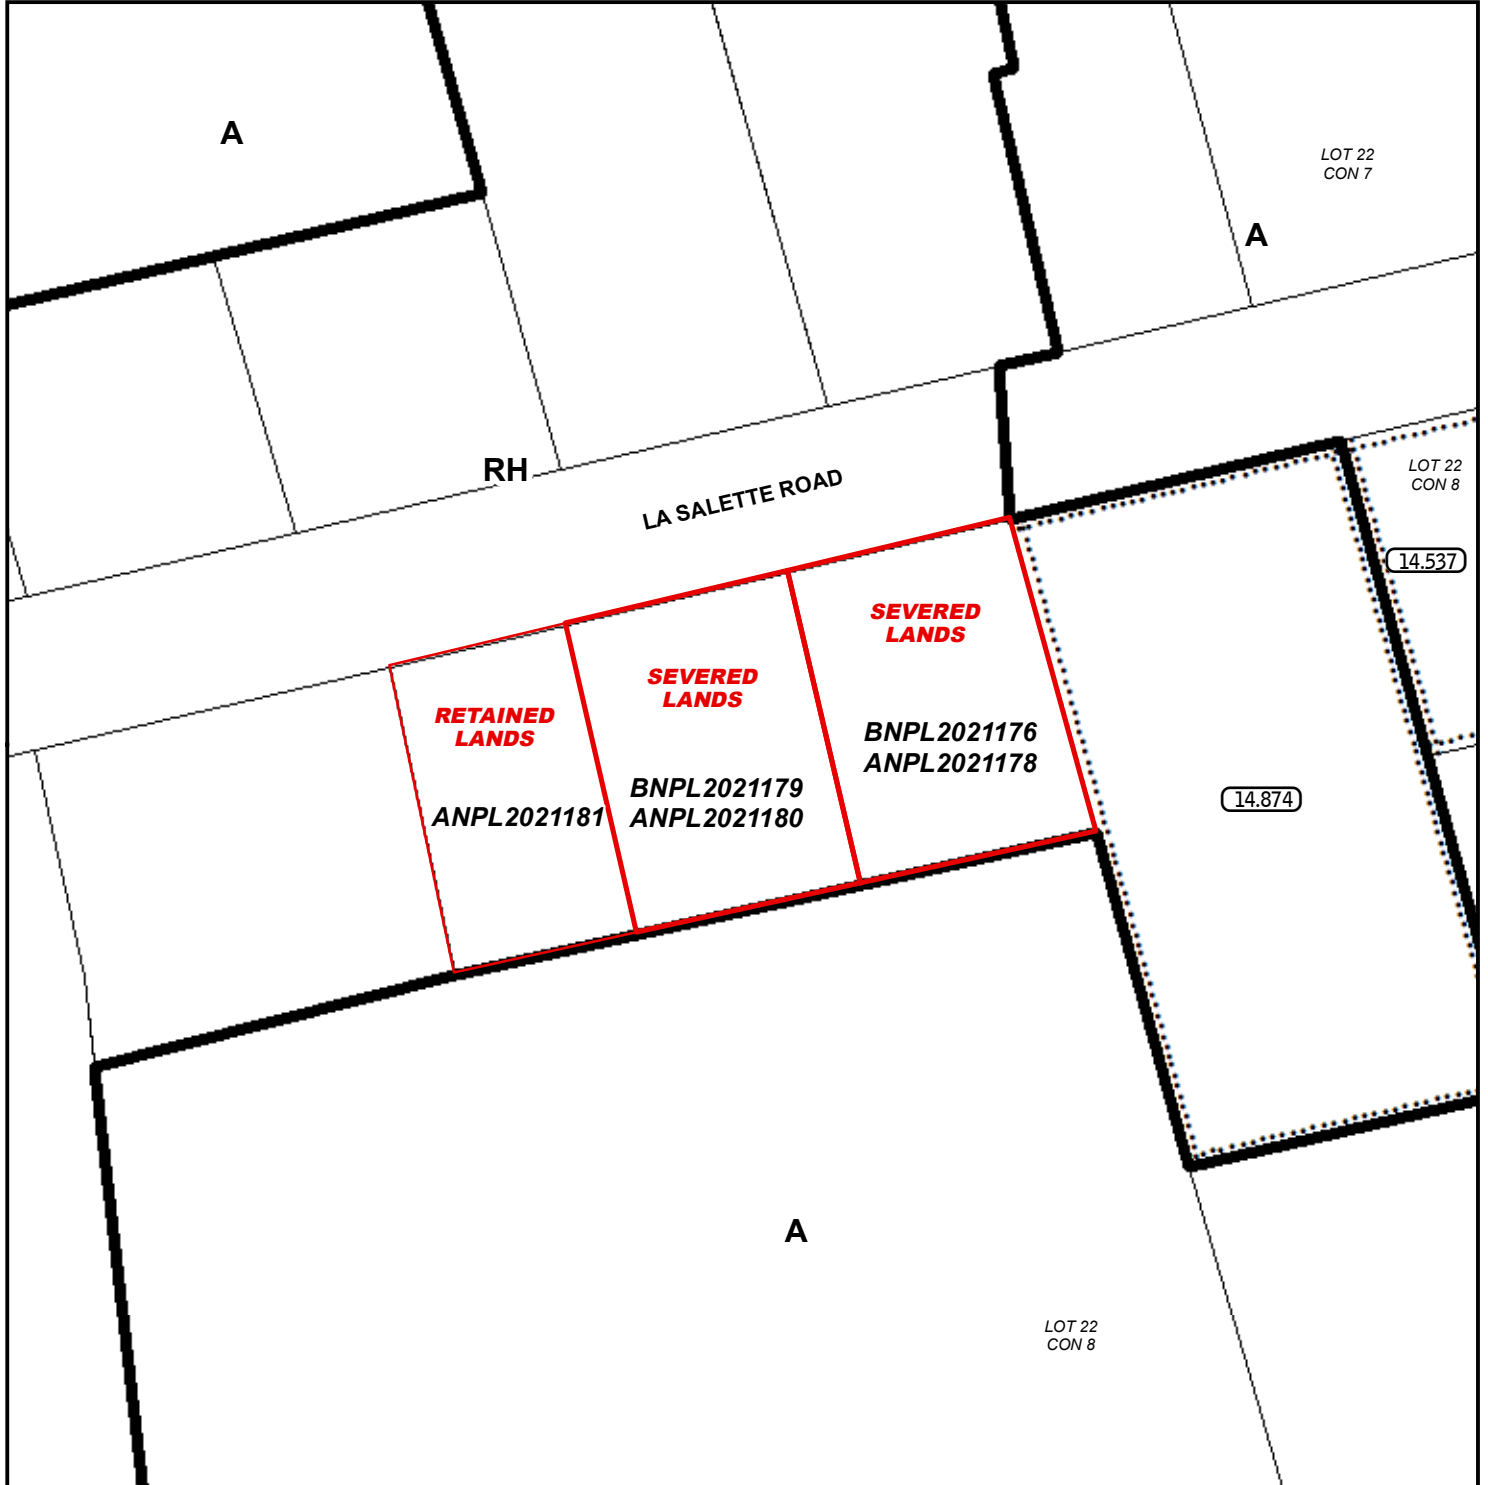 A
LOT 22
CON 7
A
RH
LA SALETTE ROAD
LOT 22
CON 8
14.537
SEVERED
LANDS
SEVERED
LANDS
RETAINED
LANDS
BNPL2021176
ANPL2021178
BNPL2021179
ANPL2021180
ANPL2021181
14.874
A
LOT 22
CON 8